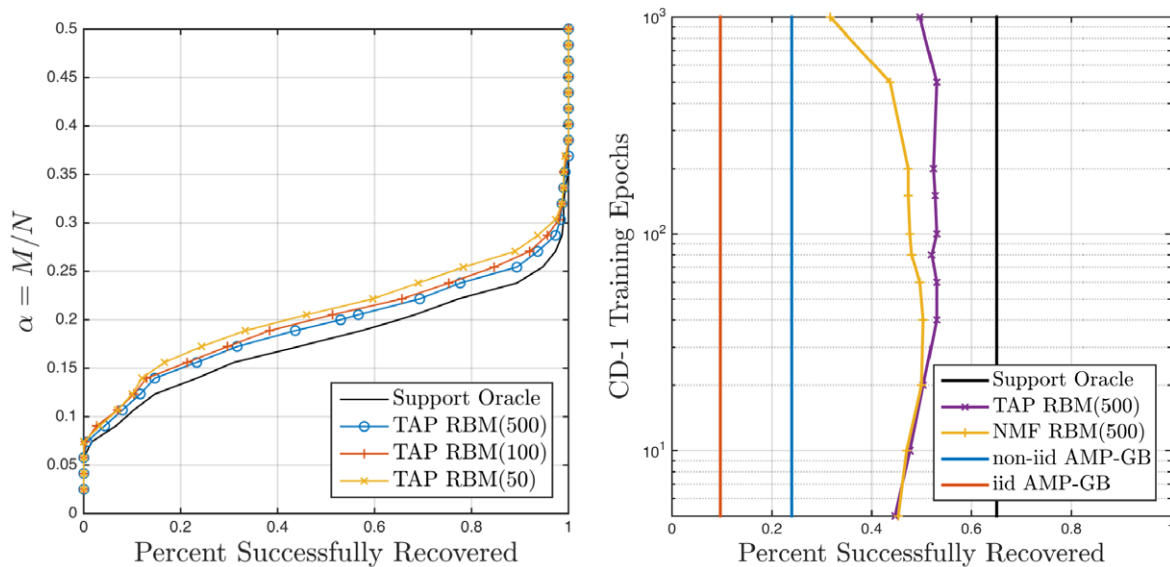 0.5
0.45
0.4
0.35
0.3
0.25
0.2
0.15
0.1
0.05
0
α = M/N
Support Oracle
TAP RBM(500)
TAP RBM(100)
TAP RBM(50)
0 0.2 0.4 0.6 0.8 1
Percent Successfully Recovered
10³
10²
10¹
CD-1 Training Epochs
Support Oracle
TAP RBM(500)
NMF RBM(500)
non-iid AMP-GB
iid AMP-GB
0 0.2 0.4 0.6 0.8 1
Percent Successfully Recovered